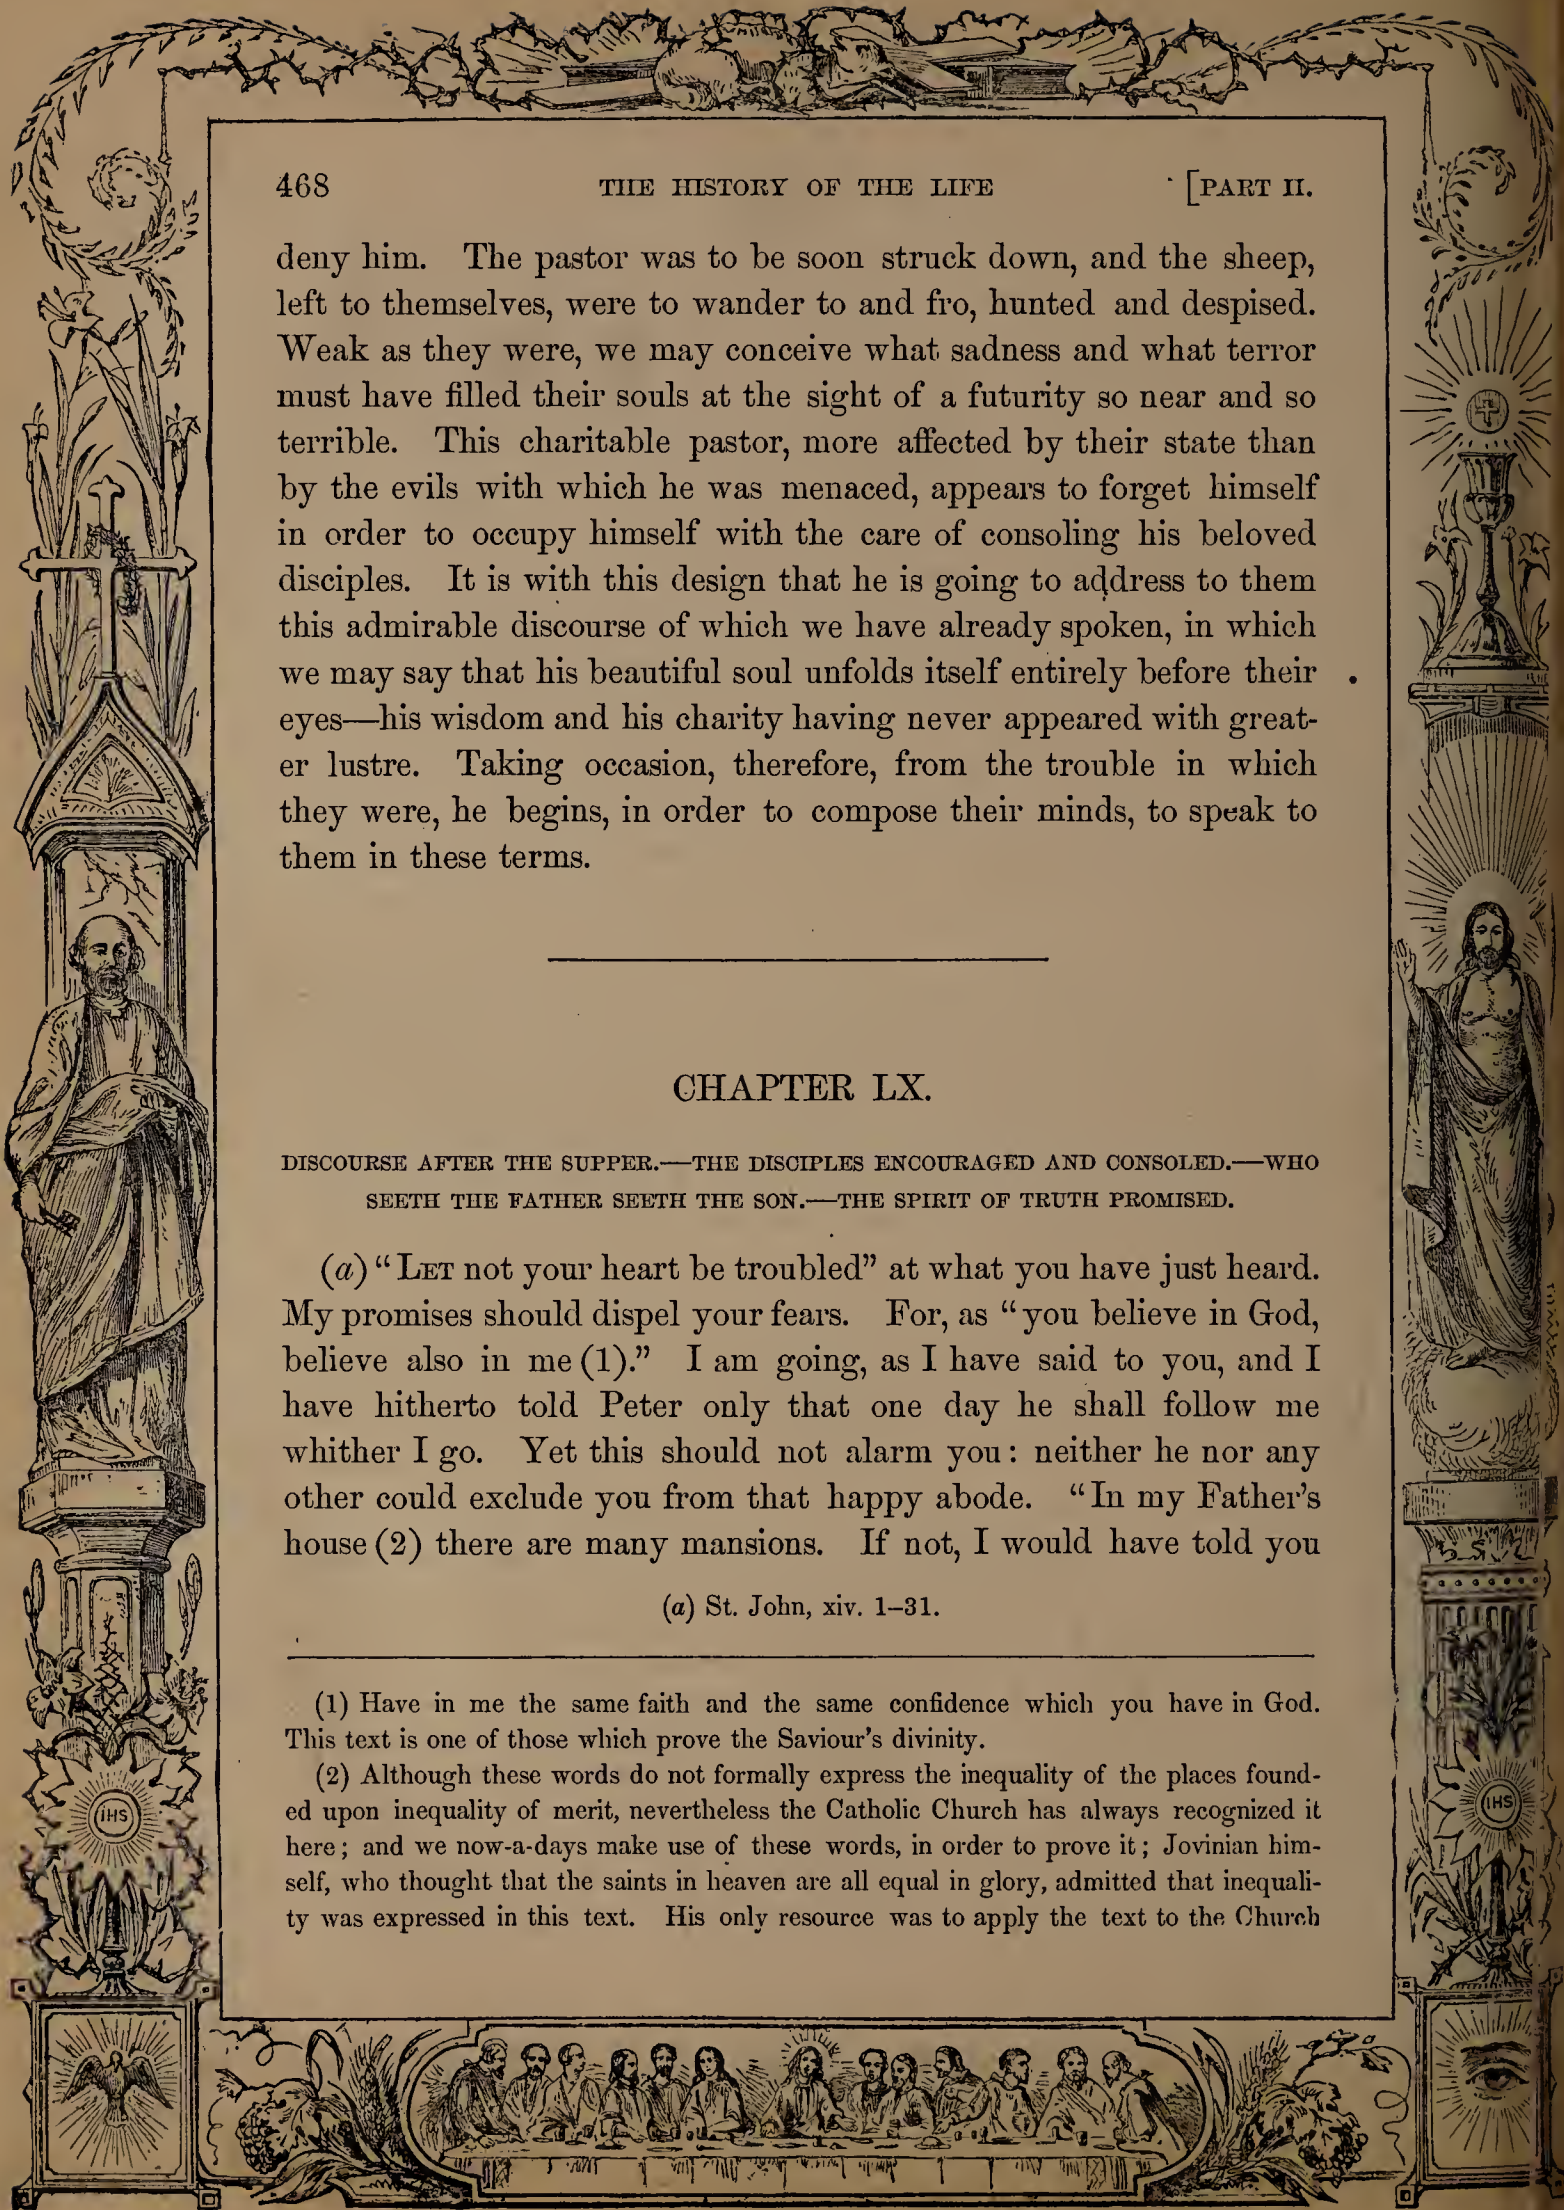 468 THE HISTORY OF THE LIFE [PART II.
deny him. The pastor was to be soon struck down, and the sheep,
left to themselves, were to wander to and fro, hunted and despised.
Weak as they were, we may conceive what sadness and what terror
must have filled their souls at the sight of a futurity so near and so
terrible. This charitable pastor, more affected by their state than
by the evils with which he was menaced, appears to forget himself
in order to occupy himself with the care of consoling his beloved
disciples. It is with this design that he is going to address to them
this admirable discourse of which we have already spoken, in which
we may say that his beautiful soul unfolds itself entirely before their
eyes—his wisdom and his charity having never appeared with great-
er lustre. Taking occasion, therefore, from the trouble in which
they were, he begins, in order to compose their minds, to speak to
them in these terms.
CHAPTER LX.
DISCOURSE AFTER THE SUPPER.—THE DISCIPLES ENCOURAGED AND CONSOLED.—WHO
SEETH THE FATHER SEETH THE SON.—THE SPIRIT OF TRUTH PROMISED.
(a) "LET not your heart be troubled" at what you have just heard.
My promises should dispel your fears. For, as "you believe in God,
believe also in me (1)." I am going, as I have said to you, and I
have hitherto told Peter only that one day he shall follow me
whither I go. Yet this should not alarm you: neither he nor any
other could exclude you from that happy abode. "In my Father's
house (2) there are many mansions. If not, I would have told you
(a) St. John, xiv. 1–31.
(1) Have in me the same faith and the same confidence which you have in God.
This text is one of those which prove the Saviour's divinity.
(2) Although these words do not formally express the inequality of the places found-
ed upon inequality of merit, nevertheless the Catholic Church has always recognized it
here; and we now-a-days make use of these words, in order to prove it; Jovinian him-
self, who thought that the saints in heaven are all equal in glory, admitted that inequali-
ty was expressed in this text. His only resource was to apply the text to the Church
IHS
IHS